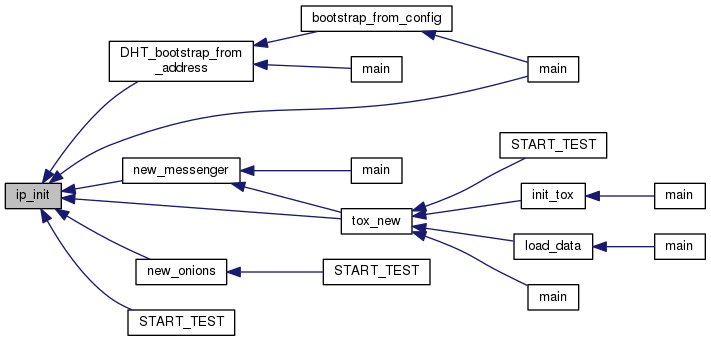 bootstrap_from_config
DHT_bootstrap_from
_address
main
main
START_TEST
new_messenger
main
init_tox
main
ip_init
tox_new
load_data
main
new_onions
START_TEST
main
START_TEST